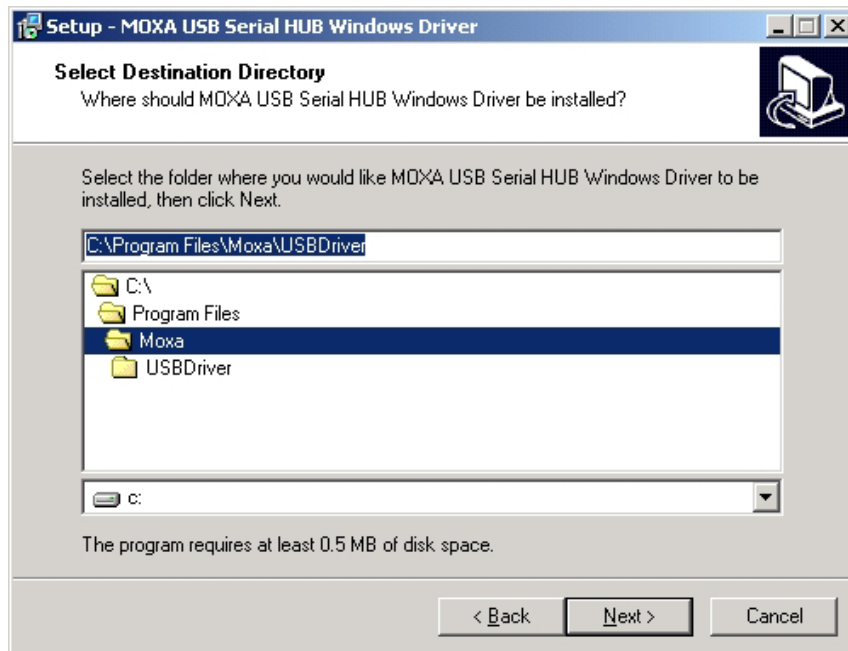 Setup - MOXA USB Serial HUB Windows Driver
Select Destination Directory
Where should MOXA USB Serial HUB Windows Driver be installed?
Select the folder where you would like MOXA USB Serial HUB Windows Driver to be
installed, then click Next.
C:\Program Files\Moxa\USBDriver
C:\
Program Files
Moxa
USBDriver
c:
The program requires at least 0.5 MB of disk space.
< Back Next > Cancel